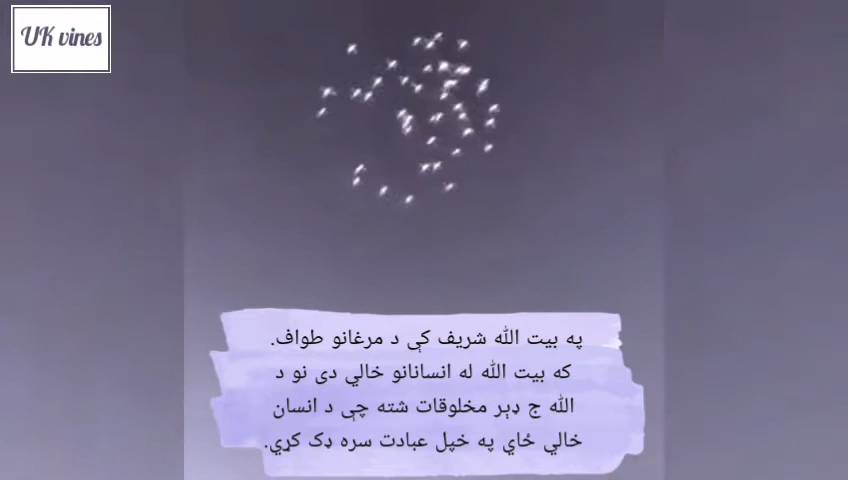 UK vines
په بيت الله شريف کې د مرغانو طواف.
که بيت الله له انسانانو خالي دی نو د
الله ج ډېر مخلوقات شته چې د انسان
خالي ځای په خپل عبادت سره ډک کړي.